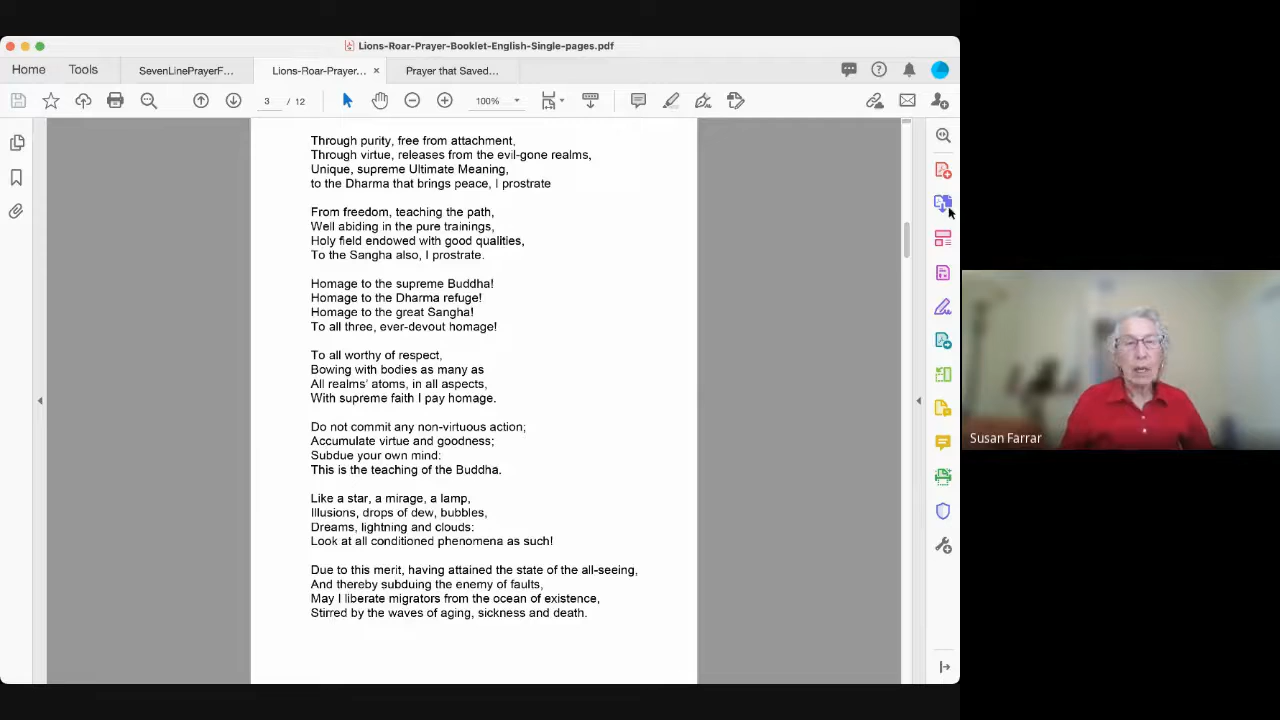 Lions-Roar-Prayer-Booklet-English-Single-pages.pdf
Home
Tools
SevenLinePrayerF...
Lions-Roar-Prayer... ×
Prayer that Saved...
3 / 12
100%
Through purity, free from attachment,
Through virtue, releases from the evil-gone realms,
Unique, supreme Ultimate Meaning,
to the Dharma that brings peace, I prostrate
From freedom, teaching the path,
Well abiding in the pure trainings,
Holy field endowed with good qualities,
To the Sangha also, I prostrate.
Homage to the supreme Buddha!
Homage to the Dharma refuge!
Homage to the great Sangha!
To all three, ever-devout homage!
To all worthy of respect,
Bowing with bodies as many as
All realms' atoms, in all aspects,
With supreme faith I pay homage.
Do not commit any non-virtuous action;
Accumulate virtue and goodness;
Subdue your own mind:
This is the teaching of the Buddha.
Like a star, a mirage, a lamp,
Illusions, drops of dew, bubbles,
Dreams, lightning and clouds:
Look at all conditioned phenomena as such!
Due to this merit, having attained the state of the all-seeing,
And thereby subduing the enemy of faults,
May I liberate migrators from the ocean of existence,
Stirred by the waves of aging, sickness and death.
Susan Farrar